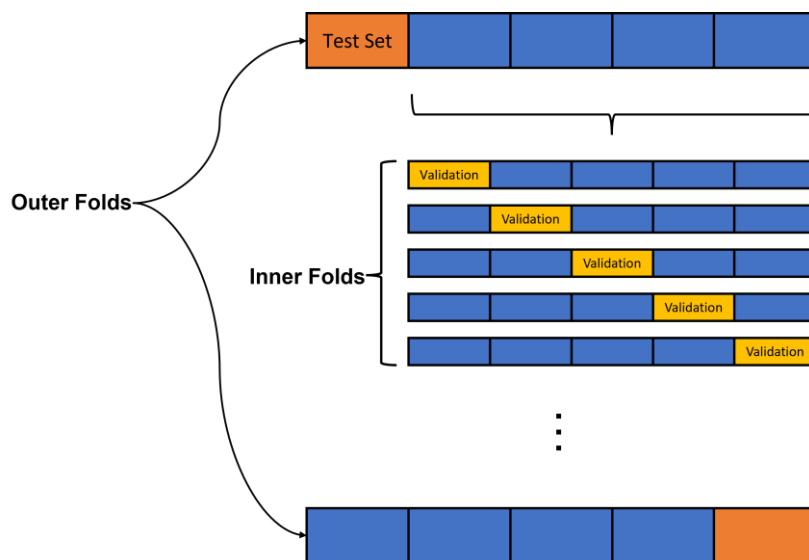 Test Set
Outer Folds
Inner Folds
Validation
Validation
Validation
Validation
Validation